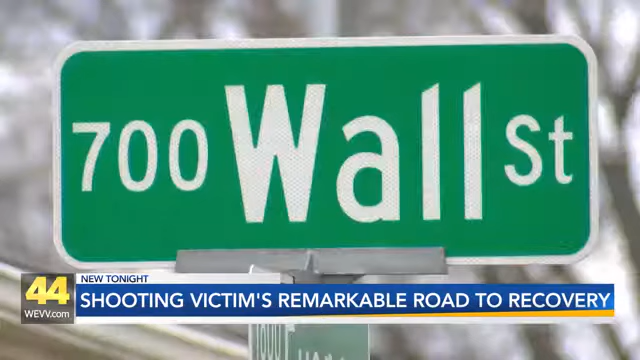 700 Wall St
NEW TONIGHT
44
SHOOTING VICTIM'S REMARKABLE ROAD TO RECOVERY
WEVV.com